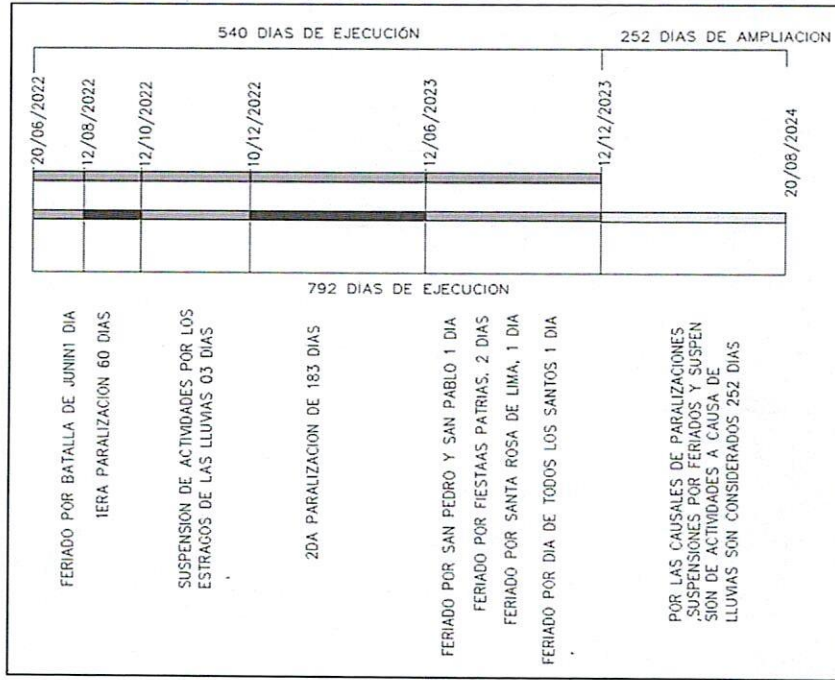 540 DIAS DE EJECUCIÓN
252 DIAS DE AMPLIACION
20/06/2022
12/08/2022
12/10/2022
10/12/2022
12/06/2023
12/12/2023
20/08/2024
792 DIAS DE EJECUCION
FERIADO POR BATALLA DE JUNIN1 DIA
1ERA PARALIZACION 60 DIAS
SUSPENSION DE ACTIVIDADES POR LOS
ESTRAGOS DE LAS LLUVIAS 03 DIAS
2DA PARALIZACION DE 183 DIAS
FERIADO POR SAN PEDRO Y SAN PABLO 1 DIA
FERIADO POR FIESTAAS PATRIAS, 2 DIAS
FERIADO POR SANTA ROSA DE LIMA, 1 DIA
FERIADO POR DIA DE TODOS LOS SANTOS 1 DIA
POR LAS CAUSALES DE PARALIZACIONES
,SUSPENSIONES POR FERIADOS Y SUSPEN
SION DE ACTIVIDADES A CAUSA DE
LLUVIAS SON CONSIDERADOS 252 DIAS